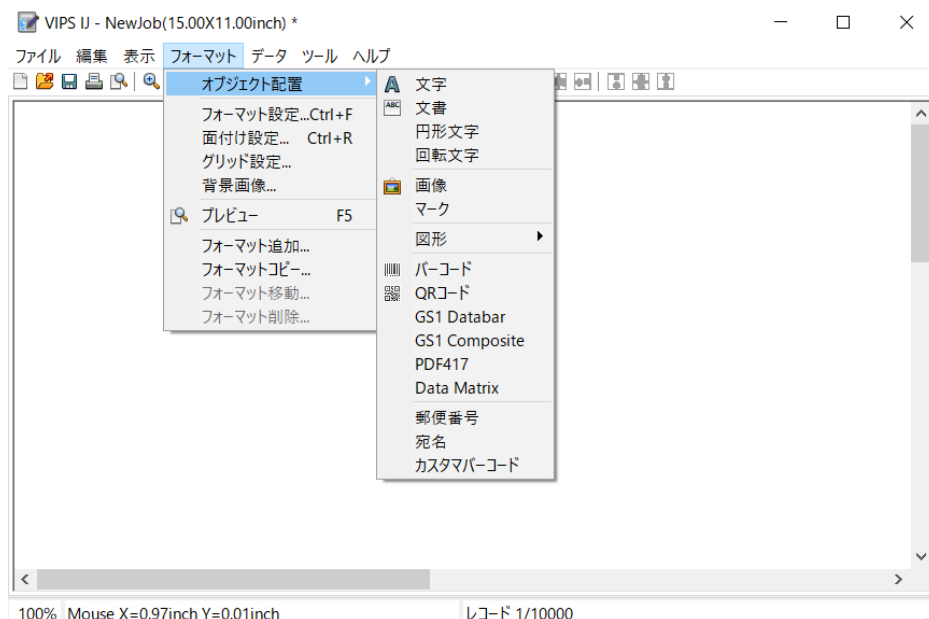 VIPS IJ - NewJob(15.00X11.00inch) *
ファイル 編集 表示 フォーマット データ ツール ヘルプ
オブジェクト配置
フォーマット設定...Ctrl+F
面付け設定... Ctrl+R
グリッド設定...
背景画像...
プレビュー F5
フォーマット追加...
フォーマットコピー...
フォーマット移動...
フォーマット削除...
A 文字
ABC 文書
円形文字
回転文字
画像
マーク
図形
バーコード
QRコード
GS1 Databar
GS1 Composite
PDF417
Data Matrix
郵便番号
宛名
カスタマバーコード
100% Mouse X=0.97inch Y=0.01inch レコード 1/10000